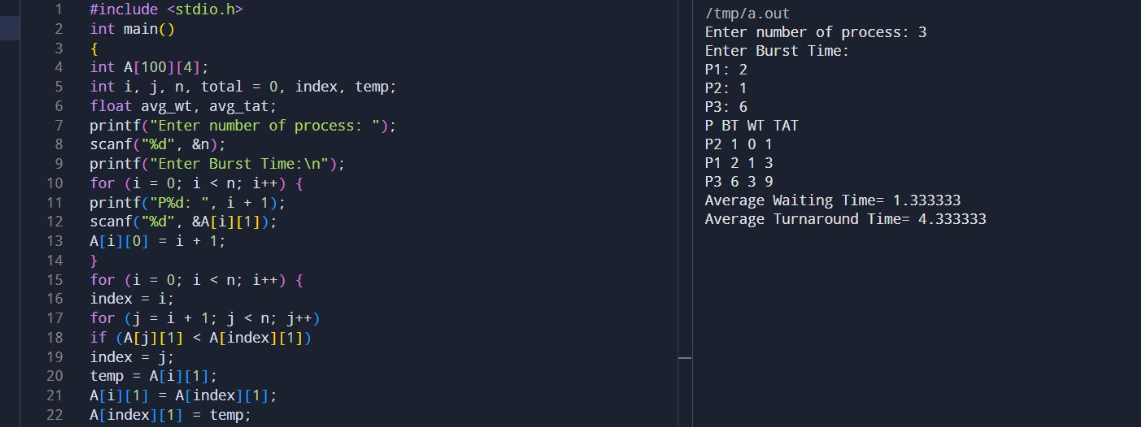 1 #include <stdio.h>
2 int main()
3 {
4 int A[100][4];
5 int i, j, n, total = 0, index, temp;
6 float avg_wt, avg_tat;
7 printf("Enter number of process: ");
8 scanf("%d", &n);
9 printf("Enter Burst Time:\n");
10 for (i = 0; i < n; i++) {
11 printf("P%d: ", i + 1);
12 scanf("%d", &A[i][1]);
13 A[i][0] = i + 1;
14 }
15 for (i = 0; i < n; i++) {
16 index = i;
17 for (j = i + 1; j < n; j++)
18 if (A[j][1] < A[index][1])
19 index = j;
20 temp = A[i][1];
21 A[i][1] = A[index][1];
22 A[index][1] = temp;
/tmp/a.out
Enter number of process: 3
Enter Burst Time:
P1: 2
P2: 1
P3: 6
P BT WT TAT
P2 1 0 1
P1 2 1 3
P3 6 3 9
Average Waiting Time= 1.333333
Average Turnaround Time= 4.333333